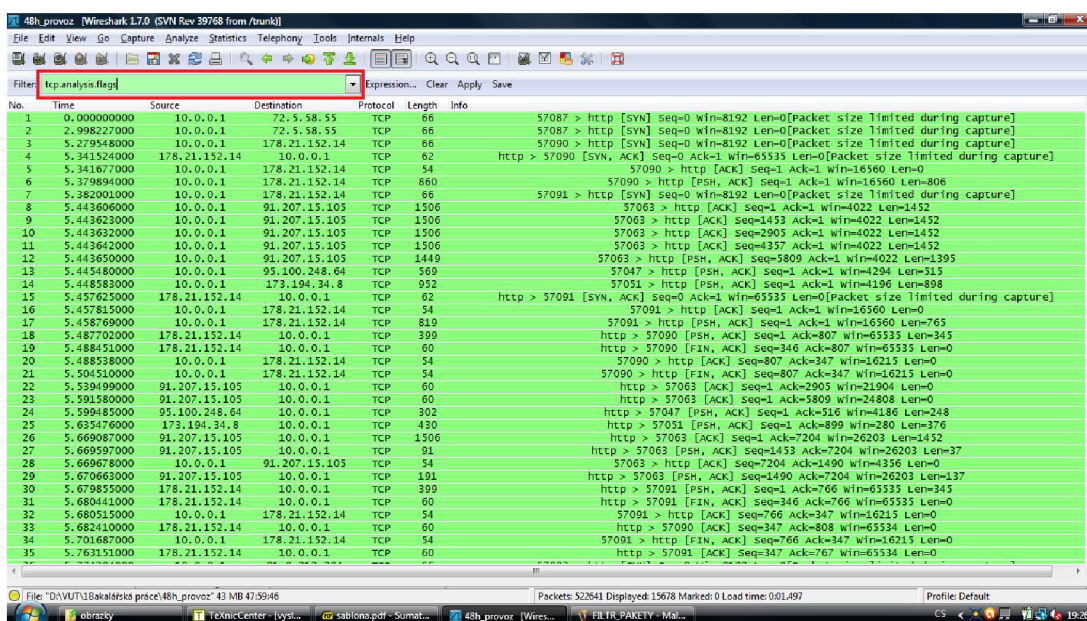 48h_provoz [Wireshark 1.7.0 (SVN Rev 39768 from /trunk)]
File Edit View Go Capture Analyze Statistics Telephony Tools Internals Help
Filter: tcp.analysis.flags Expression... Clear Apply Save
No. Time Source Destination Protocol Length Info
1 0.000000000 10.0.0.1 72.5.58.55 TCP 66 57087 > http [SYN] Seq=0 Win=8192 Len=0[Packet size limited during capture]
2 2.998227000 10.0.0.1 72.5.58.55 TCP 66 57087 > http [SYN] Seq=0 Win=8192 Len=0[Packet size limited during capture]
3 5.279548000 10.0.0.1 178.21.152.14 TCP 66 57090 > http [SYN] Seq=0 Win=8192 Len=0[Packet size limited during capture]
4 5.341524000 178.21.152.14 10.0.0.1 TCP 62 http > 57090 [SYN, ACK] Seq=0 Ack=1 Win=65535 Len=0[Packet size limited during capture]
5 5.341677000 10.0.0.1 178.21.152.14 TCP 54 57090 > http [ACK] Seq=1 Ack=1 Win=16560 Len=0
6 5.379894000 10.0.0.1 178.21.152.14 TCP 860 57090 > http [PSH, ACK] Seq=1 Ack=1 Win=16560 Len=806
7 5.382001000 10.0.0.1 178.21.152.14 TCP 66 57091 > http [SYN] Seq=0 Win=8192 Len=0[Packet size limited during capture]
8 5.443606000 10.0.0.1 91.207.15.105 TCP 1506 57063 > http [ACK] Seq=1 Ack=1 Win=4022 Len=1452
9 5.443623000 10.0.0.1 91.207.15.105 TCP 1506 57063 > http [ACK] Seq=1453 Ack=1 Win=4022 Len=1452
10 5.443632000 10.0.0.1 91.207.15.105 TCP 1506 57063 > http [ACK] Seq=2905 Ack=1 Win=4022 Len=1452
11 5.443642000 10.0.0.1 91.207.15.105 TCP 1506 57063 > http [ACK] Seq=4357 Ack=1 Win=4022 Len=1452
12 5.443650000 10.0.0.1 91.207.15.105 TCP 1449 57063 > http [PSH, ACK] Seq=5809 Ack=1 Win=4022 Len=1395
13 5.445480000 10.0.0.1 95.100.248.64 TCP 569 57047 > http [PSH, ACK] Seq=1 Ack=1 Win=4294 Len=515
14 5.448583000 10.0.0.1 173.194.34.8 TCP 952 57051 > http [PSH, ACK] Seq=1 Ack=1 Win=4196 Len=898
15 5.457625000 178.21.152.14 10.0.0.1 TCP 62 http > 57091 [SYN, ACK] Seq=0 Ack=1 Win=65535 Len=0[Packet size limited during capture]
16 5.457815000 10.0.0.1 178.21.152.14 TCP 54 57091 > http [ACK] Seq=1 Ack=1 Win=16560 Len=0
17 5.458769000 10.0.0.1 178.21.152.14 TCP 819 57091 > http [PSH, ACK] Seq=1 Ack=1 Win=16560 Len=765
18 5.487702000 178.21.152.14 10.0.0.1 TCP 399 http > 57090 [PSH, ACK] Seq=1 Ack=807 Win=65535 Len=345
19 5.488451000 178.21.152.14 10.0.0.1 TCP 60 http > 57090 [FIN, ACK] Seq=346 Ack=807 Win=65535 Len=0
20 5.488538000 10.0.0.1 178.21.152.14 TCP 54 57090 > http [ACK] Seq=807 Ack=347 Win=16215 Len=0
21 5.504510000 10.0.0.1 178.21.152.14 TCP 54 57090 > http [FIN, ACK] Seq=807 Ack=347 Win=16215 Len=0
22 5.539499000 91.207.15.105 10.0.0.1 TCP 60 http > 57063 [ACK] Seq=1 Ack=2905 Win=21904 Len=0
23 5.591580000 91.207.15.105 10.0.0.1 TCP 60 http > 57063 [ACK] Seq=1 Ack=5809 Win=24808 Len=0
24 5.599485000 95.100.248.64 10.0.0.1 TCP 302 http > 57047 [PSH, ACK] Seq=1 Ack=516 Win=4186 Len=248
25 5.635476000 173.194.34.8 10.0.0.1 TCP 430 http > 57051 [PSH, ACK] Seq=1 Ack=899 Win=280 Len=376
26 5.669087000 91.207.15.105 10.0.0.1 TCP 1506 http > 57063 [ACK] Seq=1 Ack=7204 Win=26203 Len=1452
27 5.669597000 91.207.15.105 10.0.0.1 TCP 91 http > 57063 [PSH, ACK] Seq=1453 Ack=7204 Win=26203 Len=37
28 5.669678000 10.0.0.1 91.207.15.105 TCP 54 57063 > http [ACK] Seq=7204 Ack=1490 Win=4356 Len=0
29 5.670663000 91.207.15.105 10.0.0.1 TCP 191 http > 57063 [PSH, ACK] Seq=1490 Ack=7204 Win=26203 Len=137
30 5.679855000 178.21.152.14 10.0.0.1 TCP 399 http > 57091 [PSH, ACK] Seq=1 Ack=766 Win=65535 Len=345
31 5.680441000 178.21.152.14 10.0.0.1 TCP 60 http > 57091 [FIN, ACK] Seq=346 Ack=766 Win=65535 Len=0
32 5.680515000 10.0.0.1 178.21.152.14 TCP 54 57091 > http [ACK] Seq=766 Ack=347 Win=16215 Len=0
33 5.682410000 178.21.152.14 10.0.0.1 TCP 60 http > 57090 [ACK] Seq=347 Ack=808 Win=65534 Len=0
34 5.701687000 10.0.0.1 178.21.152.14 TCP 54 57091 > http [FIN, ACK] Seq=766 Ack=347 Win=16215 Len=0
35 5.763151000 178.21.152.14 10.0.0.1 TCP 60 http > 57091 [ACK] Seq=347 Ack=767 Win=65534 Len=0
File: "D:\VUT\1Bakalářská práce\48h_provoz" 43 MB 47:59:46 Packets: 522641 Displayed: 15678 Marked: 0 Load time: 0:01.497 Profile: Default
obrazky TeXnicCenter - [vysl... sablona.pdf - Sumat... 48h_provoz [Wires... FILTR_PAKETY - Mal... CS 19:26